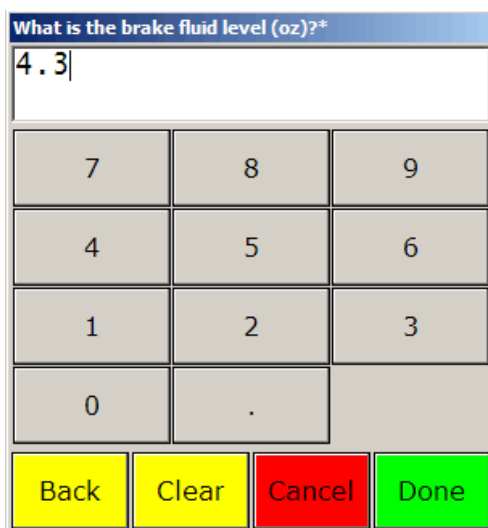 What is the brake fluid level (oz)?*
4.3
7 8 9
4 5 6
1 2 3
0 .
Back Clear Cancel Done